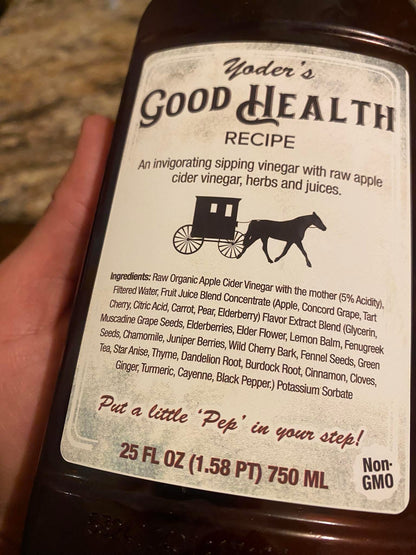 Yoder's
GOOD HEALTH
RECIPE
An invigorating sipping vinegar with raw apple
cider vinegar, herbs and juices.
Ingredients: Raw Organic Apple Cider Vinegar with the mother (5% Acidity),
Filtered Water, Fruit Juice Blend Concentrate (Apple, Concord Grape, Tart
Cherry, Citric Acid, Carrot, Pear, Elderberry) Flavor Extract Blend (Glycerin,
Muscadine Grape Seeds, Elderberries, Elder Flower, Lemon Balm, Fenugreek
Seeds, Chamomile, Juniper Berries, Wild Cherry Bark, Fennel Seeds, Green
Tea, Star Anise, Thyme, Dandelion Root, Burdock Root, Cinnamon, Cloves,
Ginger, Turmeric, Cayenne, Black Pepper.) Potassium Sorbate
Put a little 'Pep' in your step!
25 FL OZ (1.58 PT) 750 ML
Non-
GMO